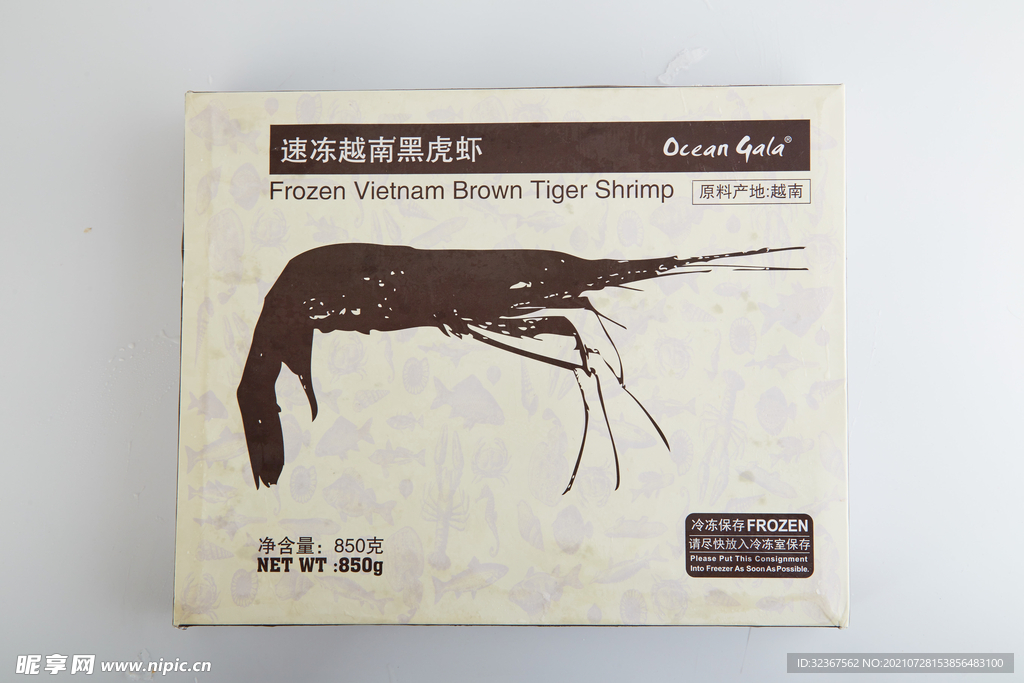 速冻越南黑虎虾
Ocean Gala®
Frozen Vietnam Brown Tiger Shrimp
原料产地:越南
净含量：850克
NET WT :850g
冷冻保存FROZEN
请尽快放入冷冻室保存
Please Put This Consignment
Into Freezer As Soon As Possible.
昵享网 www.nipic.cn
ID:32367562 NO:20210728153856483100